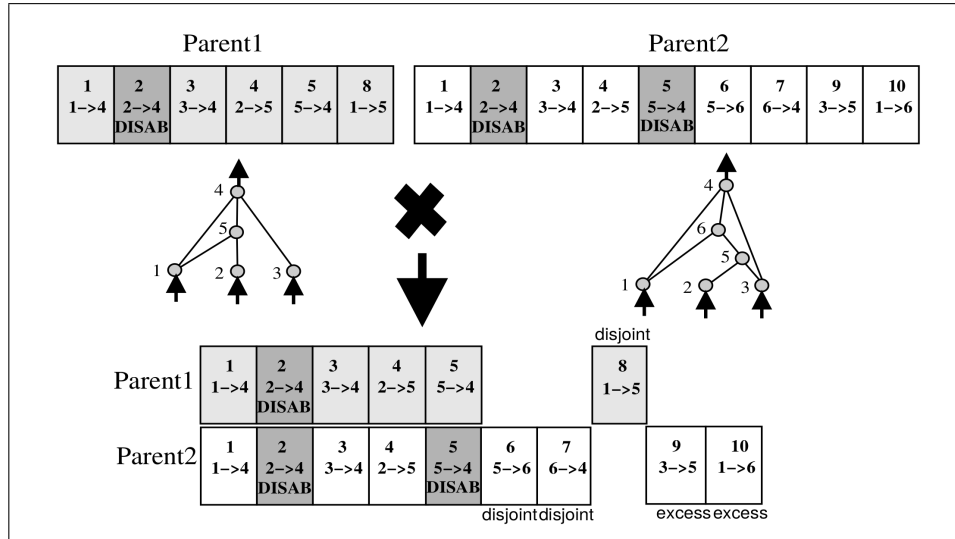 Parent1 Parent2
1 2 3 4 5 8 1 2 3 4 5 6 7 9 10
1->4 2->4 3->4 2->5 5->4 1->5 1->4 2->4 3->4 2->5 5->4 5->6 6->4 3->5 1->6
DISAB DISAB DISAB
4 4
5 6
5
1 2 3 1 2 3
disjoint
Parent1
1 2 3 4 5 8
1->4 2->4 3->4 2->5 5->4 1->5
DISAB
Parent2
1 2 3 4 5 6 7 9 10
1->4 2->4 3->4 2->5 5->4 5->6 6->4 3->5 1->6
DISAB DISAB
disjoint disjoint excess excess